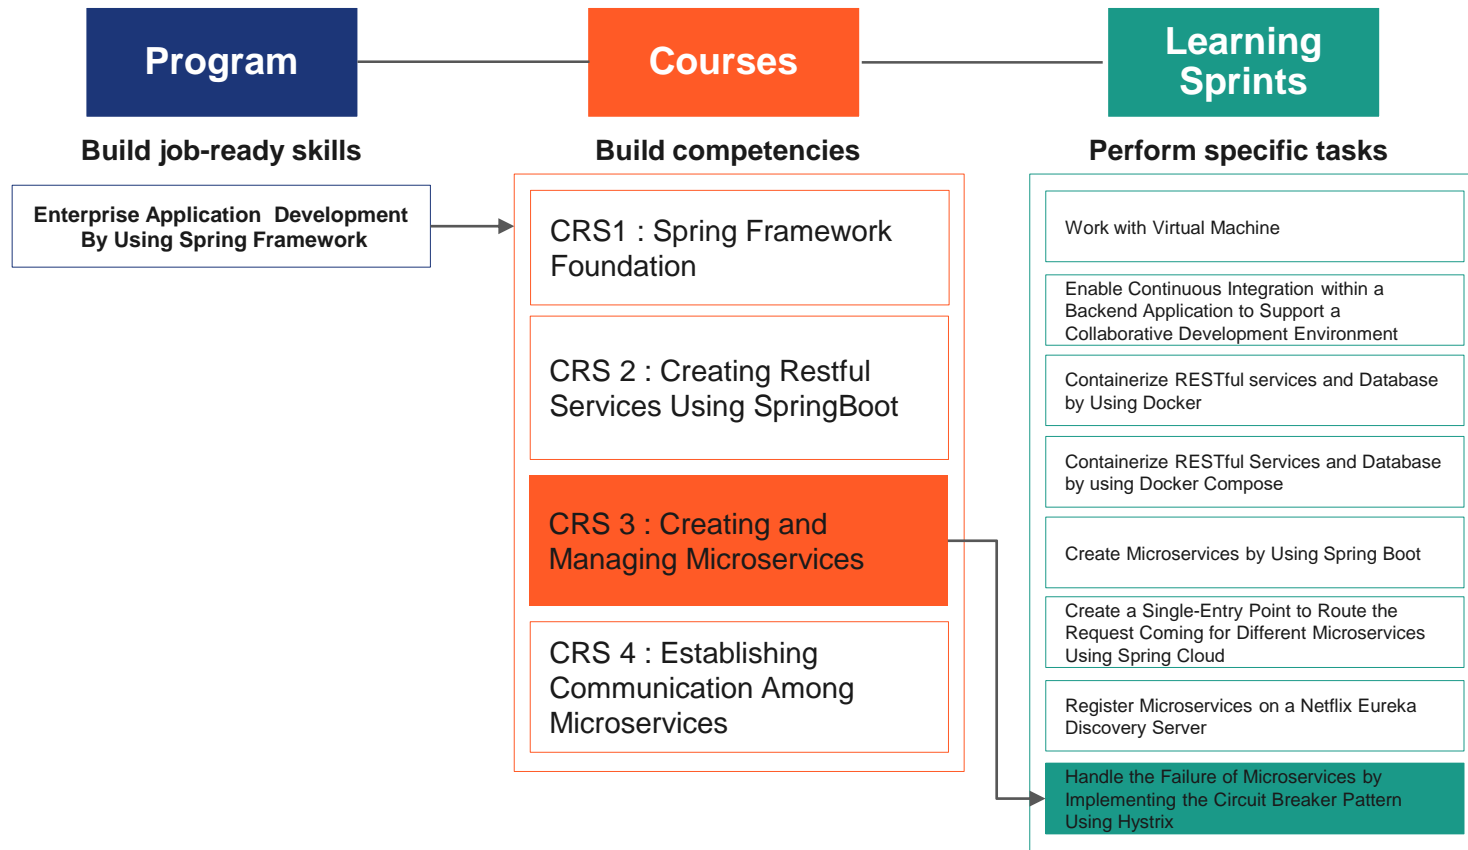 Program
Courses
Learning
Sprints
Build job-ready skills
Build competencies
Perform specific tasks
Enterprise Application Development
By Using Spring Framework
CRS1 : Spring Framework
Foundation
CRS 2 : Creating Restful
Services Using SpringBoot
CRS 3 : Creating and
Managing Microservices
CRS 4 : Establishing
Communication Among
Microservices
Work with Virtual Machine
Enable Continuous Integration within a
Backend Application to Support a
Collaborative Development Environment
Containerize RESTful services and Database
by Using Docker
Containerize RESTful Services and Database
by using Docker Compose
Create Microservices by Using Spring Boot
Create a Single-Entry Point to Route the
Request Coming for Different Microservices
Using Spring Cloud
Register Microservices on a Netflix Eureka
Discovery Server
Handle the Failure of Microservices by
Implementing the Circuit Breaker Pattern
Using Hystrix